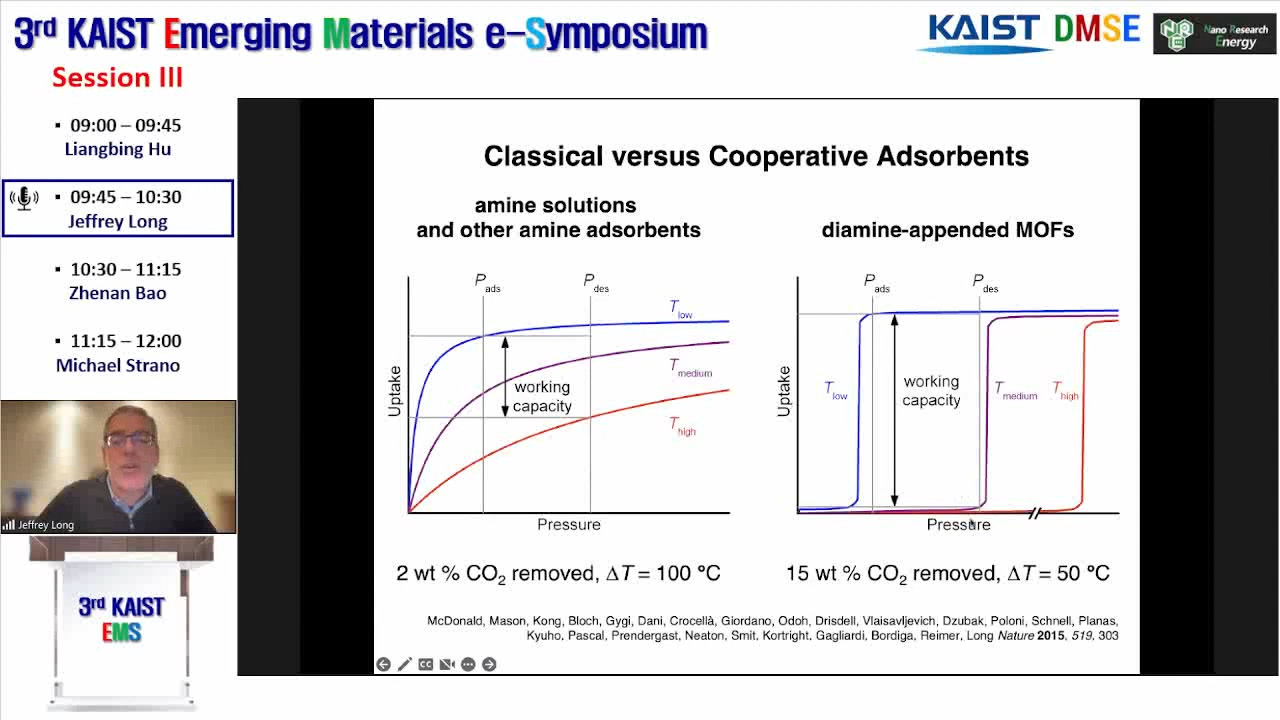 3rd KAIST Emerging Materials e-Symposium
KAIST DMSE
Nano Research
Energy
Session III
▪ 09:00 – 09:45
Liangbing Hu
▪ 09:45 – 10:30
Jeffrey Long
▪ 10:30 – 11:15
Zhenan Bao
▪ 11:15 – 12:00
Michael Strano
Jeffrey Long
3rd KAIST
EMS
Classical versus Cooperative Adsorbents
amine solutions
and other amine adsorbents
Pads
Pdes
Tlow
Tmedium
Thigh
working
capacity
Uptake
Pressure
2 wt % CO2 removed, ΔT = 100 °C
diamine-appended MOFs
Pads
Pdes
Tlow
working
capacity
Tmedium
Thigh
Uptake
Pressure
15 wt % CO2 removed, ΔT = 50 °C
McDonald, Mason, Kong, Bloch, Gygi, Dani, Crocellà, Giordano, Odoh, Drisdell, Vlaisavljevich, Dzubak, Poloni, Schnell, Planas,
Kyuho, Pascal, Prendergast, Neaton, Smit, Kortright, Gagliardi, Bordiga, Reimer, Long Nature 2015, 519, 303
CC